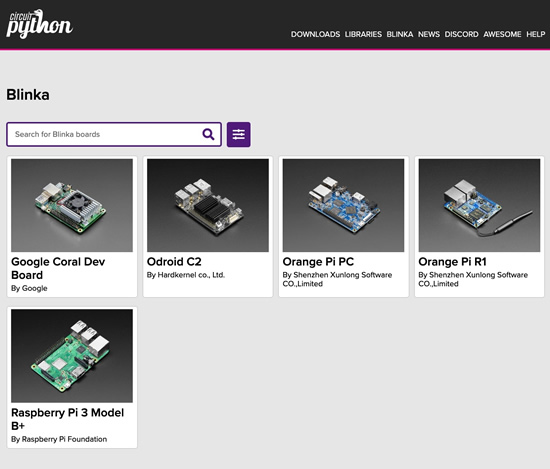 circuit
python
DOWNLOADS LIBRARIES BLINKA NEWS DISCORD AWESOME HELP
Blinka
Search for Blinka boards
Google Coral Dev
Board
By Google
Odroid C2
By Hardkernel co., Ltd.
Orange Pi PC
By Shenzhen Xunlong Software
CO.,Limited
Orange Pi R1
By Shenzhen Xunlong Software
CO.,Limited
Raspberry Pi 3 Model
B+
By Raspberry Pi Foundation